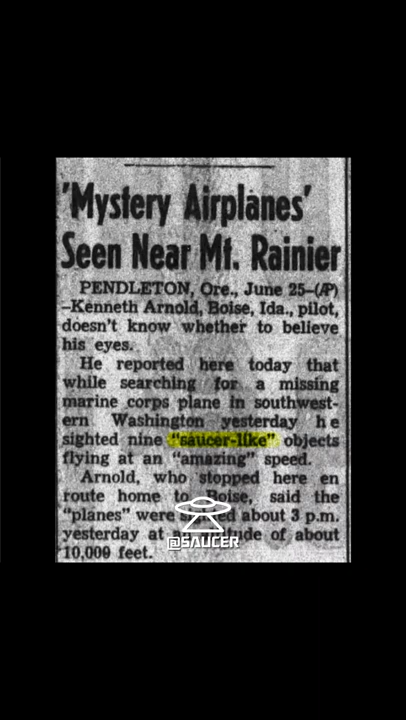 'Mystery Airplanes'
Seen Near Mt. Rainier
PENDLETON, Ore., June 25–(AP)
–Kenneth Arnold, Boise, Ida., pilot,
doesn't know whether to believe
his eyes.
He reported here today that
while searching for a missing
marine corps plane in southwest-
ern Washington yesterday he
sighted nine "saucer-like" objects
flying at an "amazing" speed.
Arnold, who stopped here en
route home to Boise, said the
"planes" were about 3 p.m.
yesterday at of about
10,000 feet.
@SAUCER